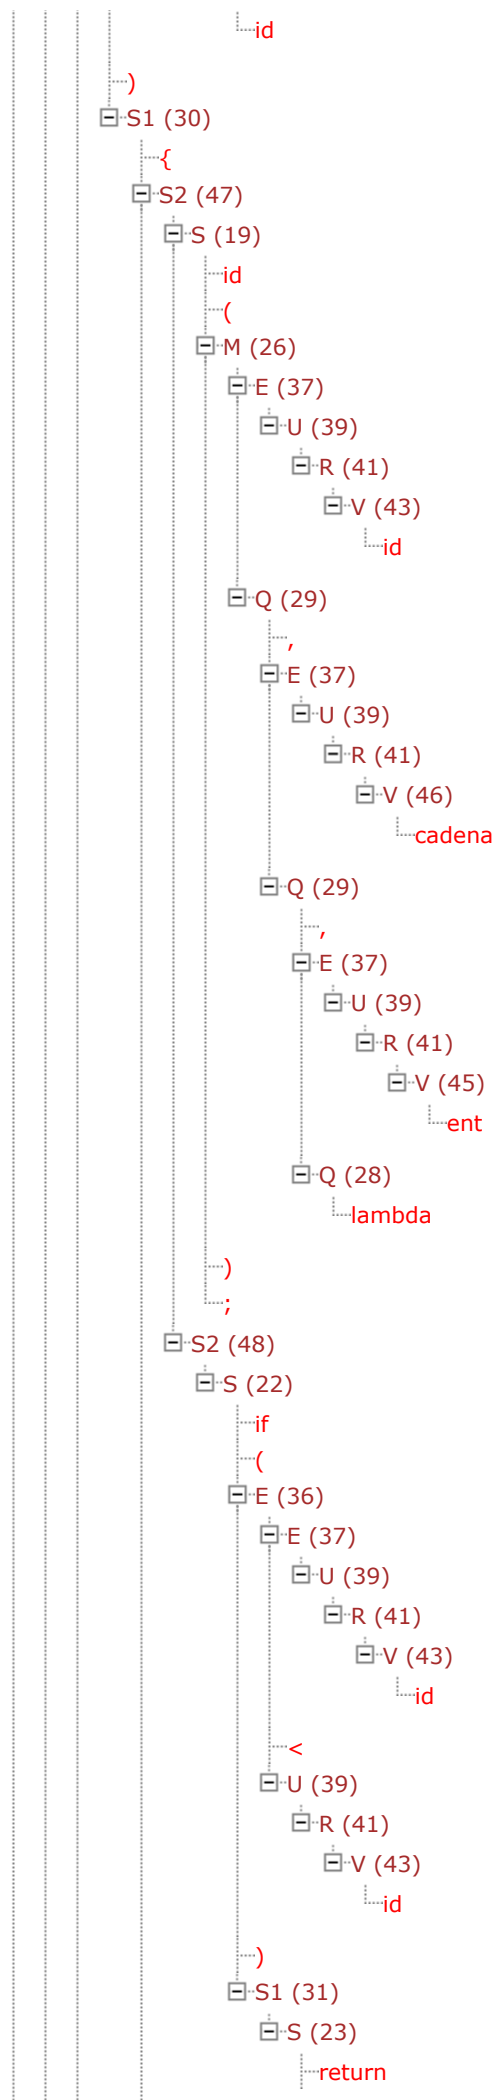 id
)
S1 (30)
{
S2 (47)
S (19)
id
(
M (26)
E (37)
U (39)
R (41)
V (43)
id
Q (29)
,
E (37)
U (39)
R (41)
V (46)
cadena
Q (29)
,
E (37)
U (39)
R (41)
V (45)
ent
Q (28)
lambda
)
;
S2 (48)
S (22)
if
(
E (36)
E (37)
U (39)
R (41)
V (43)
id
<
U (39)
R (41)
V (43)
id
)
S1 (31)
S (23)
return